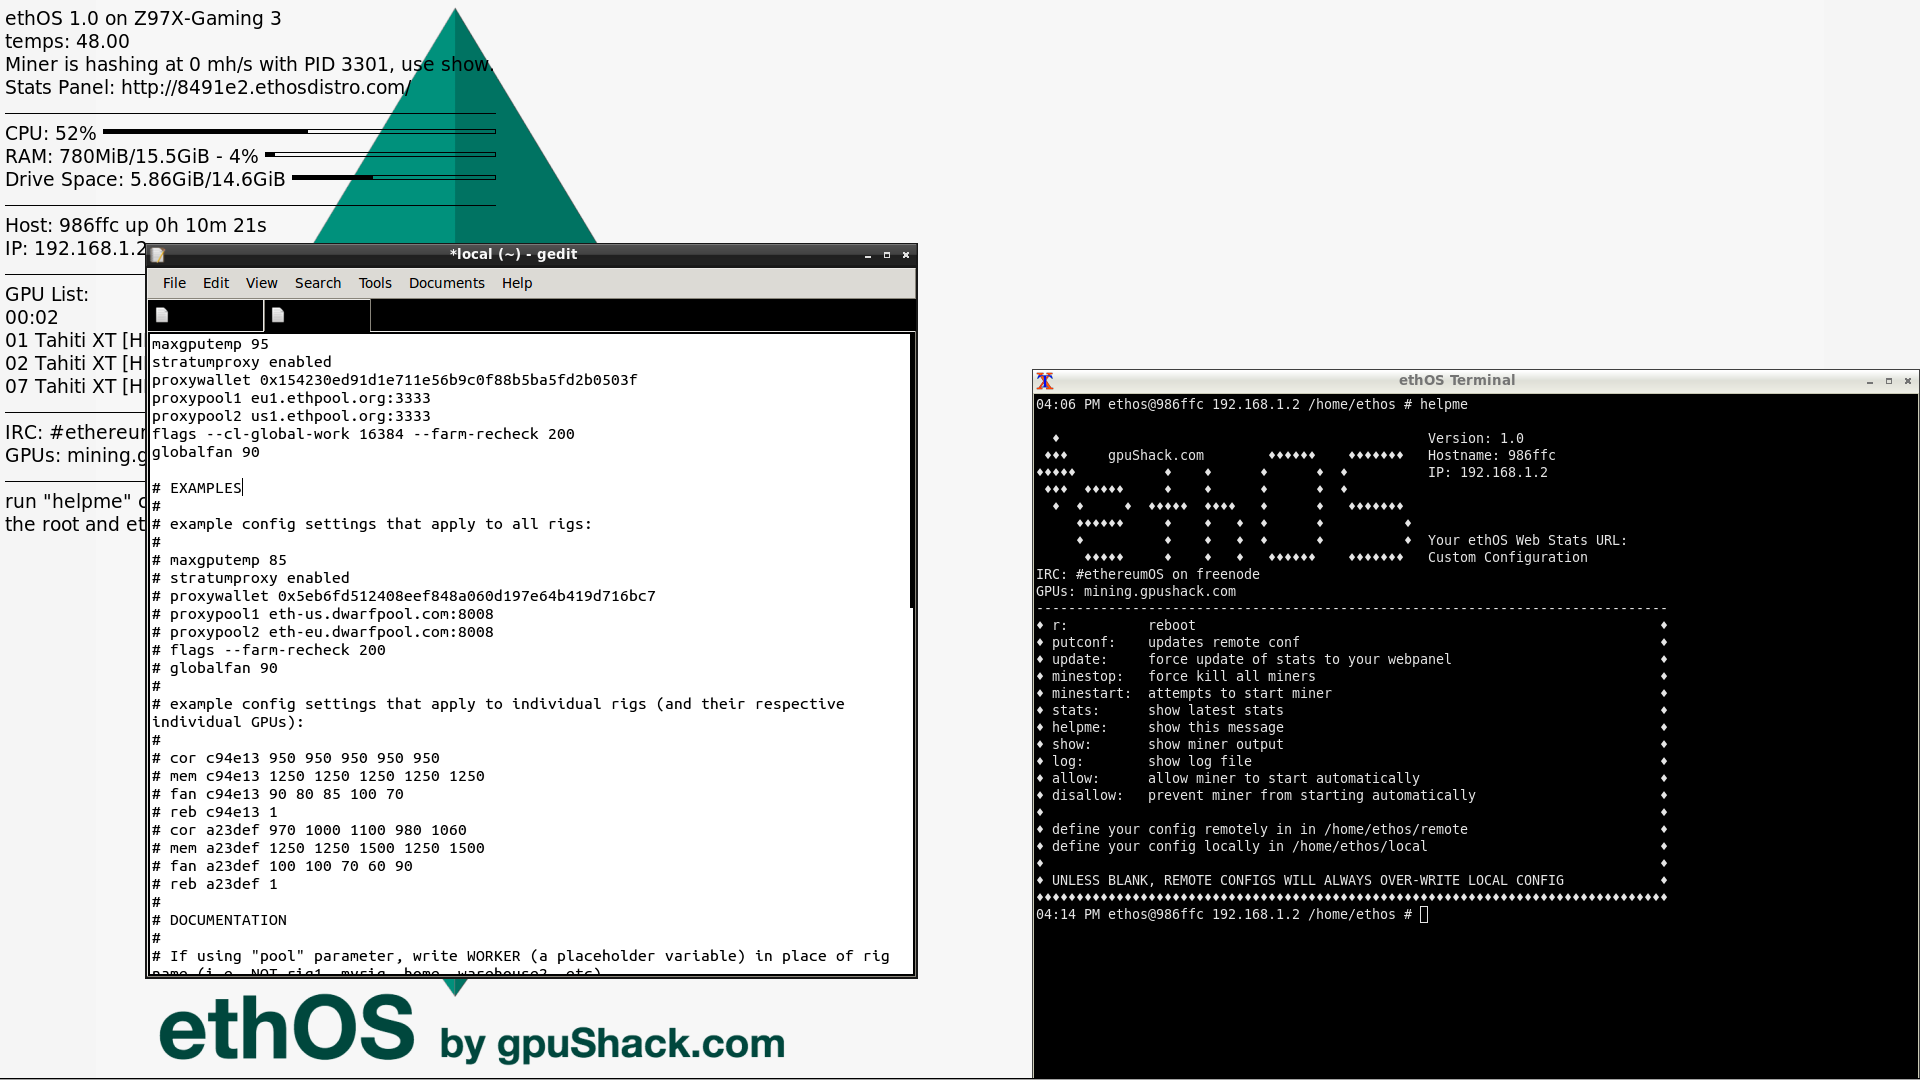 ethOS 1.0 on Z97X-Gaming 3
temps: 48.00
Miner is hashing at 0 mh/s with PID 3301, use show.
Stats Panel: http://8491e2.ethosdistro.com/
CPU: 52%
RAM: 780MiB/15.5GiB - 4%
Drive Space: 5.86GiB/14.6GiB
Host: 986ffc up 0h 10m 21s
IP: 192.168.1.2
GPU List:
00:02
01 Tahiti XT [H
02 Tahiti XT [H
07 Tahiti XT [H
IRC: #ethereur
GPUs: mining.g
run "helpme" c
the root and et
*local (~) - gedit
File Edit View Search Tools Documents Help
maxgputemp 95
stratumproxy enabled
proxywallet 0x154230ed91d1e711e56b9c0f88b5ba5fd2b0503f
proxypool1 eu1.ethpool.org:3333
proxypool2 us1.ethpool.org:3333
flags --cl-global-work 16384 --farm-recheck 200
globalfan 90
# EXAMPLES
#
# example config settings that apply to all rigs:
#
# maxgputemp 85
# stratumproxy enabled
# proxywallet 0x5eb6fd512408eef848a060d197e64b419d716bc7
# proxypool1 eth-us.dwarfpool.com:8008
# proxypool2 eth-eu.dwarfpool.com:8008
# flags --farm-recheck 200
# globalfan 90
#
# example config settings that apply to individual rigs (and their respective
individual GPUs):
#
# cor c94e13 950 950 950 950 950
# mem c94e13 1250 1250 1250 1250 1250
# fan c94e13 90 80 85 100 70
# reb c94e13 1
# cor a23def 970 1000 1100 980 1060
# mem a23def 1250 1250 1500 1250 1500
# fan a23def 100 100 70 60 90
# reb a23def 1
#
# DOCUMENTATION
#
# If using "pool" parameter, write WORKER (a placeholder variable) in place of rig
name (i.e. NOT rig1, myrig, home, warehouse2, etc)
ethOS by gpuShack.com
ethOS Terminal
04:06 PM ethos@986ffc 192.168.1.2 /home/ethos # helpme
gpuShack.com
ethOS
Version: 1.0
Hostname: 986ffc
IP: 192.168.1.2
Your ethOS Web Stats URL:
Custom Configuration
IRC: #ethereumOS on freenode
GPUs: mining.gpushack.com
-------------------------------------------------------------------------------
♦ r: reboot ♦
♦ putconf: updates remote conf ♦
♦ update: force update of stats to your webpanel ♦
♦ minestop: force kill all miners ♦
♦ minestart: attempts to start miner ♦
♦ stats: show latest stats ♦
♦ helpme: show this message ♦
♦ show: show miner output ♦
♦ log: show log file ♦
♦ allow: allow miner to start automatically ♦
♦ disallow: prevent miner from starting automatically ♦
♦ ♦
♦ define your config remotely in in /home/ethos/remote ♦
♦ define your config locally in /home/ethos/local ♦
♦ ♦
♦ UNLESS BLANK, REMOTE CONFIGS WILL ALWAYS OVER-WRITE LOCAL CONFIG ♦
04:14 PM ethos@986ffc 192.168.1.2 /home/ethos #